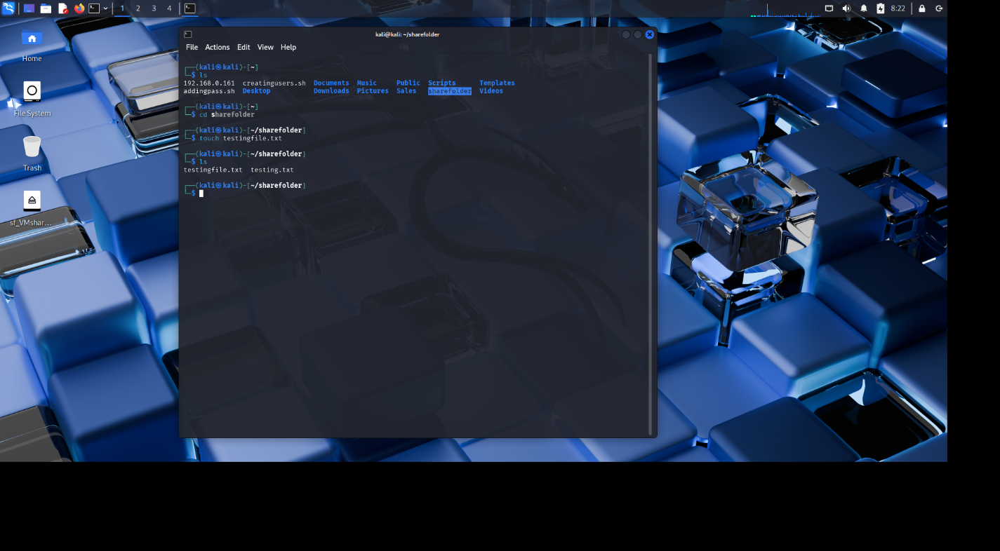 1 2 3 4
8:22
Home
File System
Trash
sf_VMshar…
kali@kali: ~/sharefolder
File Actions Edit View Help
┌──(kali㉿kali)-[~]
└─$ ls
192.168.0.161  creatingusers.sh  Documents  Music     Public  Scripts      Templates
addingpass.sh  Desktop           Downloads  Pictures  Sales   sharefolder  Videos
┌──(kali㉿kali)-[~]
└─$ cd sharefolder
┌──(kali㉿kali)-[~/sharefolder]
└─$ touch testingfile.txt
┌──(kali㉿kali)-[~/sharefolder]
└─$ ls
testingfile.txt  testing.txt
┌──(kali㉿kali)-[~/sharefolder]
└─$